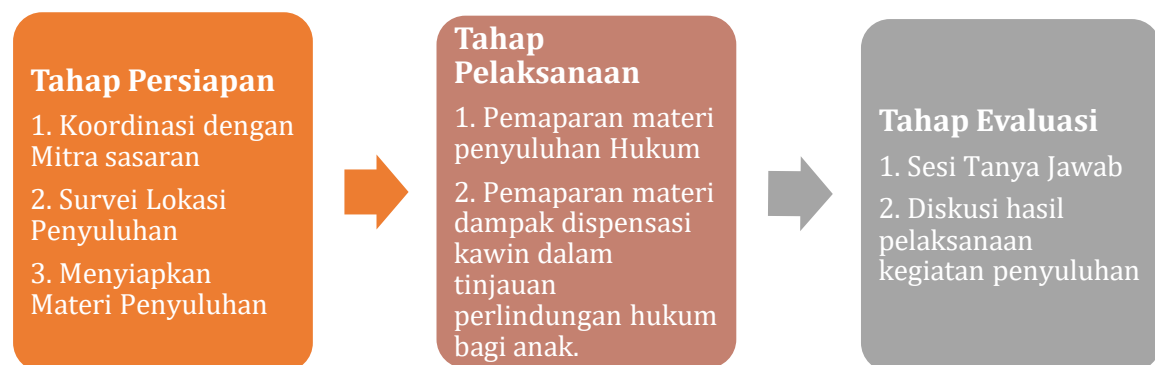 Tahap Persiapan
1. Koordinasi dengan
Mitra sasaran
2. Survei Lokasi
Penyuluhan
3. Menyiapkan
Materi Penyuluhan
Tahap
Pelaksanaan
1. Pemaparan materi
penyuluhan Hukum
2. Pemaparan materi
dampak dispensasi
kawin dalam
tinjauan
perlindungan hukum
bagi anak.
Tahap Evaluasi
1. Sesi Tanya Jawab
2. Diskusi hasil
pelaksanaan
kegiatan penyuluhan